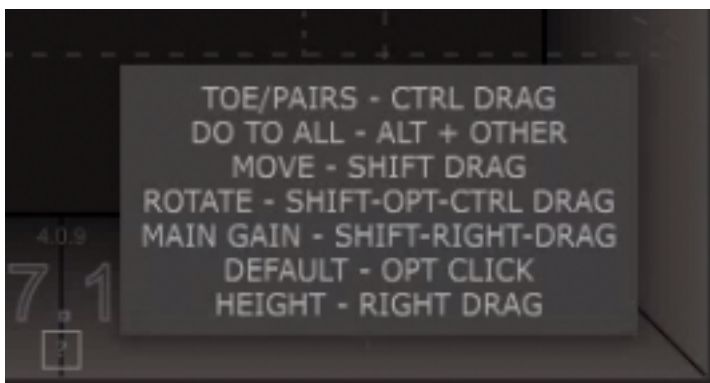 TOE/PAIRS - CTRL DRAG
DO TO ALL - ALT + OTHER
MOVE - SHIFT DRAG
ROTATE - SHIFT-OPT-CTRL DRAG
MAIN GAIN - SHIFT-RIGHT-DRAG
DEFAULT - OPT CLICK
HEIGHT - RIGHT DRAG
4.0.9
7.1
?